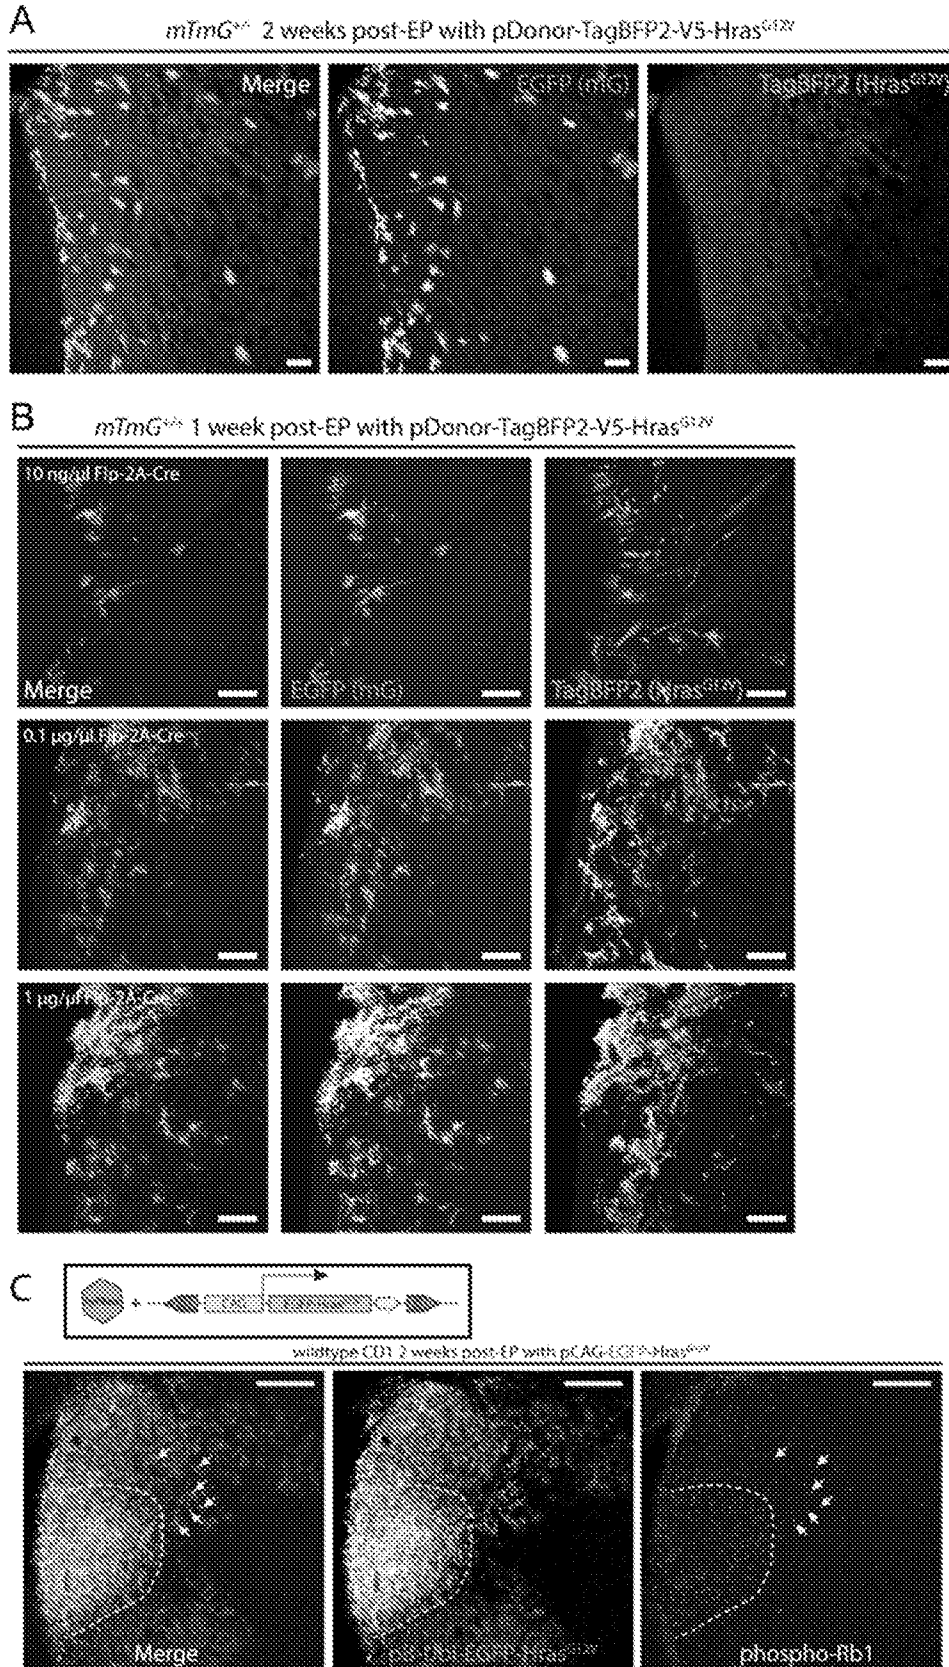 A
mTmG+/- 2 weeks post-EP with pDonor-TagBFP2-V5-HrasG12V
Merge
EGFP (mG)
TagBFP2 (HrasG12V)
B
mTmG+/- 1 week post-EP with pDonor-TagBFP2-V5-HrasG12V
10 ng/µl Flp-2A-Cre
Merge
EGFP (mG)
TagBFP2 (HrasG12V)
0.1 µg/µl Flp-2A-Cre
1 µg/µl Flp-2A-Cre
C
+
wildtype CD1 2 weeks post-EP with pCAG-EGFP-HrasG12V
Merge
EGFP-HrasG12V
phospho-Rb1